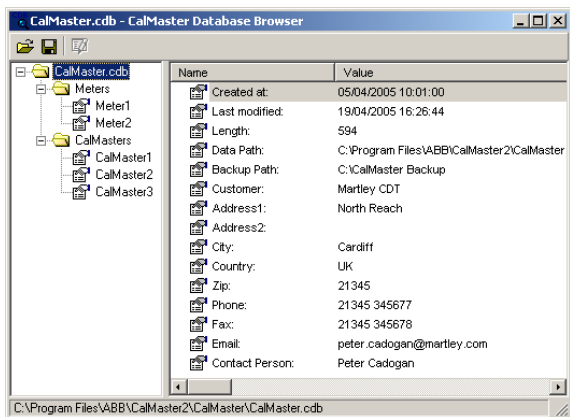 CalMaster.cdb - CalMaster Database Browser
CalMaster.cdb
Meters
Meter1
Meter2
CalMasters
CalMaster1
CalMaster2
CalMaster3
Name Value
Created at: 05/04/2005 10:01:00
Last modified: 19/04/2005 16:26:44
Length: 594
Data Path: C:\Program Files\ABB\CalMaster2\CalMaster
Backup Path: C:\CalMaster Backup
Customer: Martley CDT
Address1: North Reach
Address2:
City: Cardiff
Country: UK
Zip: 21345
Phone: 21345 345677
Fax: 21345 345678
Email: peter.cadogan@martley.com
Contact Person: Peter Cadogan
C:\Program Files\ABB\CalMaster2\CalMaster\CalMaster.cdb